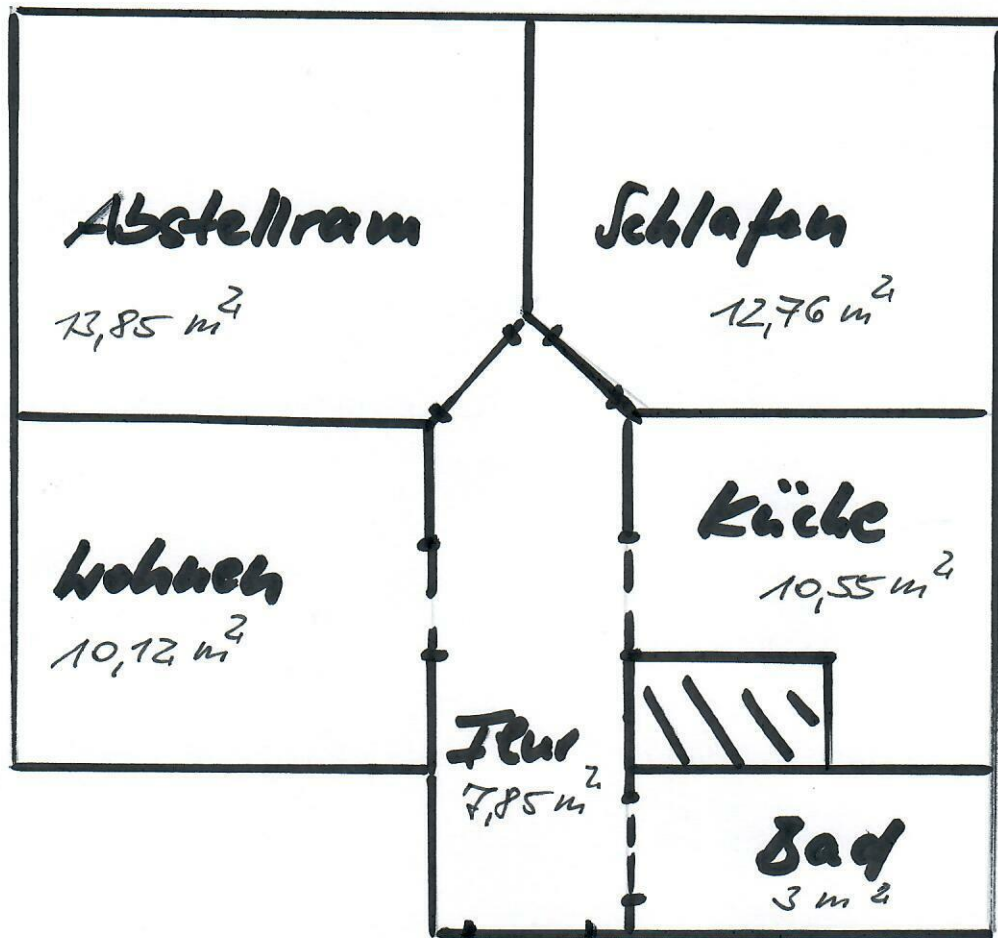 Abstellraum
13,85 m²
Schlafen
12,76 m²
Wohnen
10,12 m²
Küche
10,55 m²
Flur
7,85 m²
Bad
3 m²